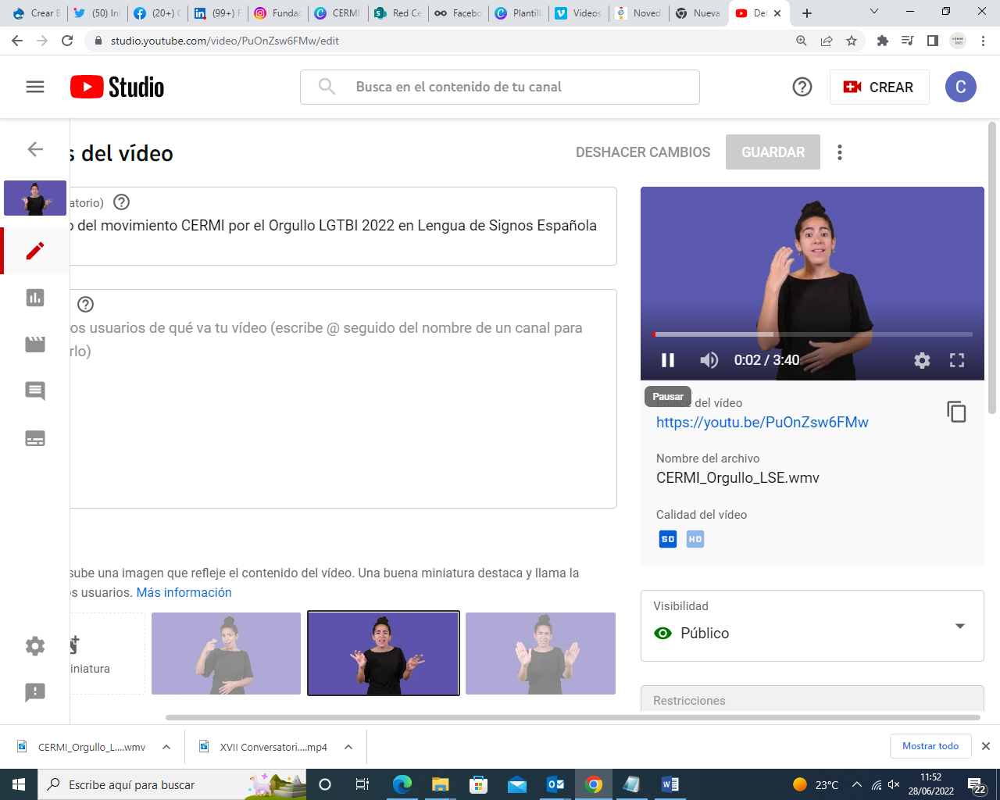 Crear B
(50) Ini
(20+) C
(99+) F
Fundac
CERMI
Red Ce
Facebo
Plantill
Videos
Noved
Nueva
De
studio.youtube.com/video/PuOnZsw6FMw/edit
Studio
Busca en el contenido de tu canal
CREAR
C
s del vídeo
DESHACER CAMBIOS
GUARDAR
atorio)
o del movimiento CERMI por el Orgullo LGTBI 2022 en Lengua de Signos Española
os usuarios de qué va tu vídeo (escribe @ seguido del nombre de un canal para
rlo)
0:02 / 3:40
Pausar
Enlace del vídeo
https://youtu.be/PuOnZsw6FMw
Nombre del archivo
CERMI_Orgullo_LSE.wmv
Calidad del vídeo
SD HD
sube una imagen que refleje el contenido del vídeo. Una buena miniatura destaca y llama la
os usuarios. Más información
iniatura
Visibilidad
Público
Restricciones
CERMI_Orgullo_L....wmv
XVII Conversatori....mp4
Mostrar todo
Escribe aquí para buscar
23°C
11:52
28/06/2022
22